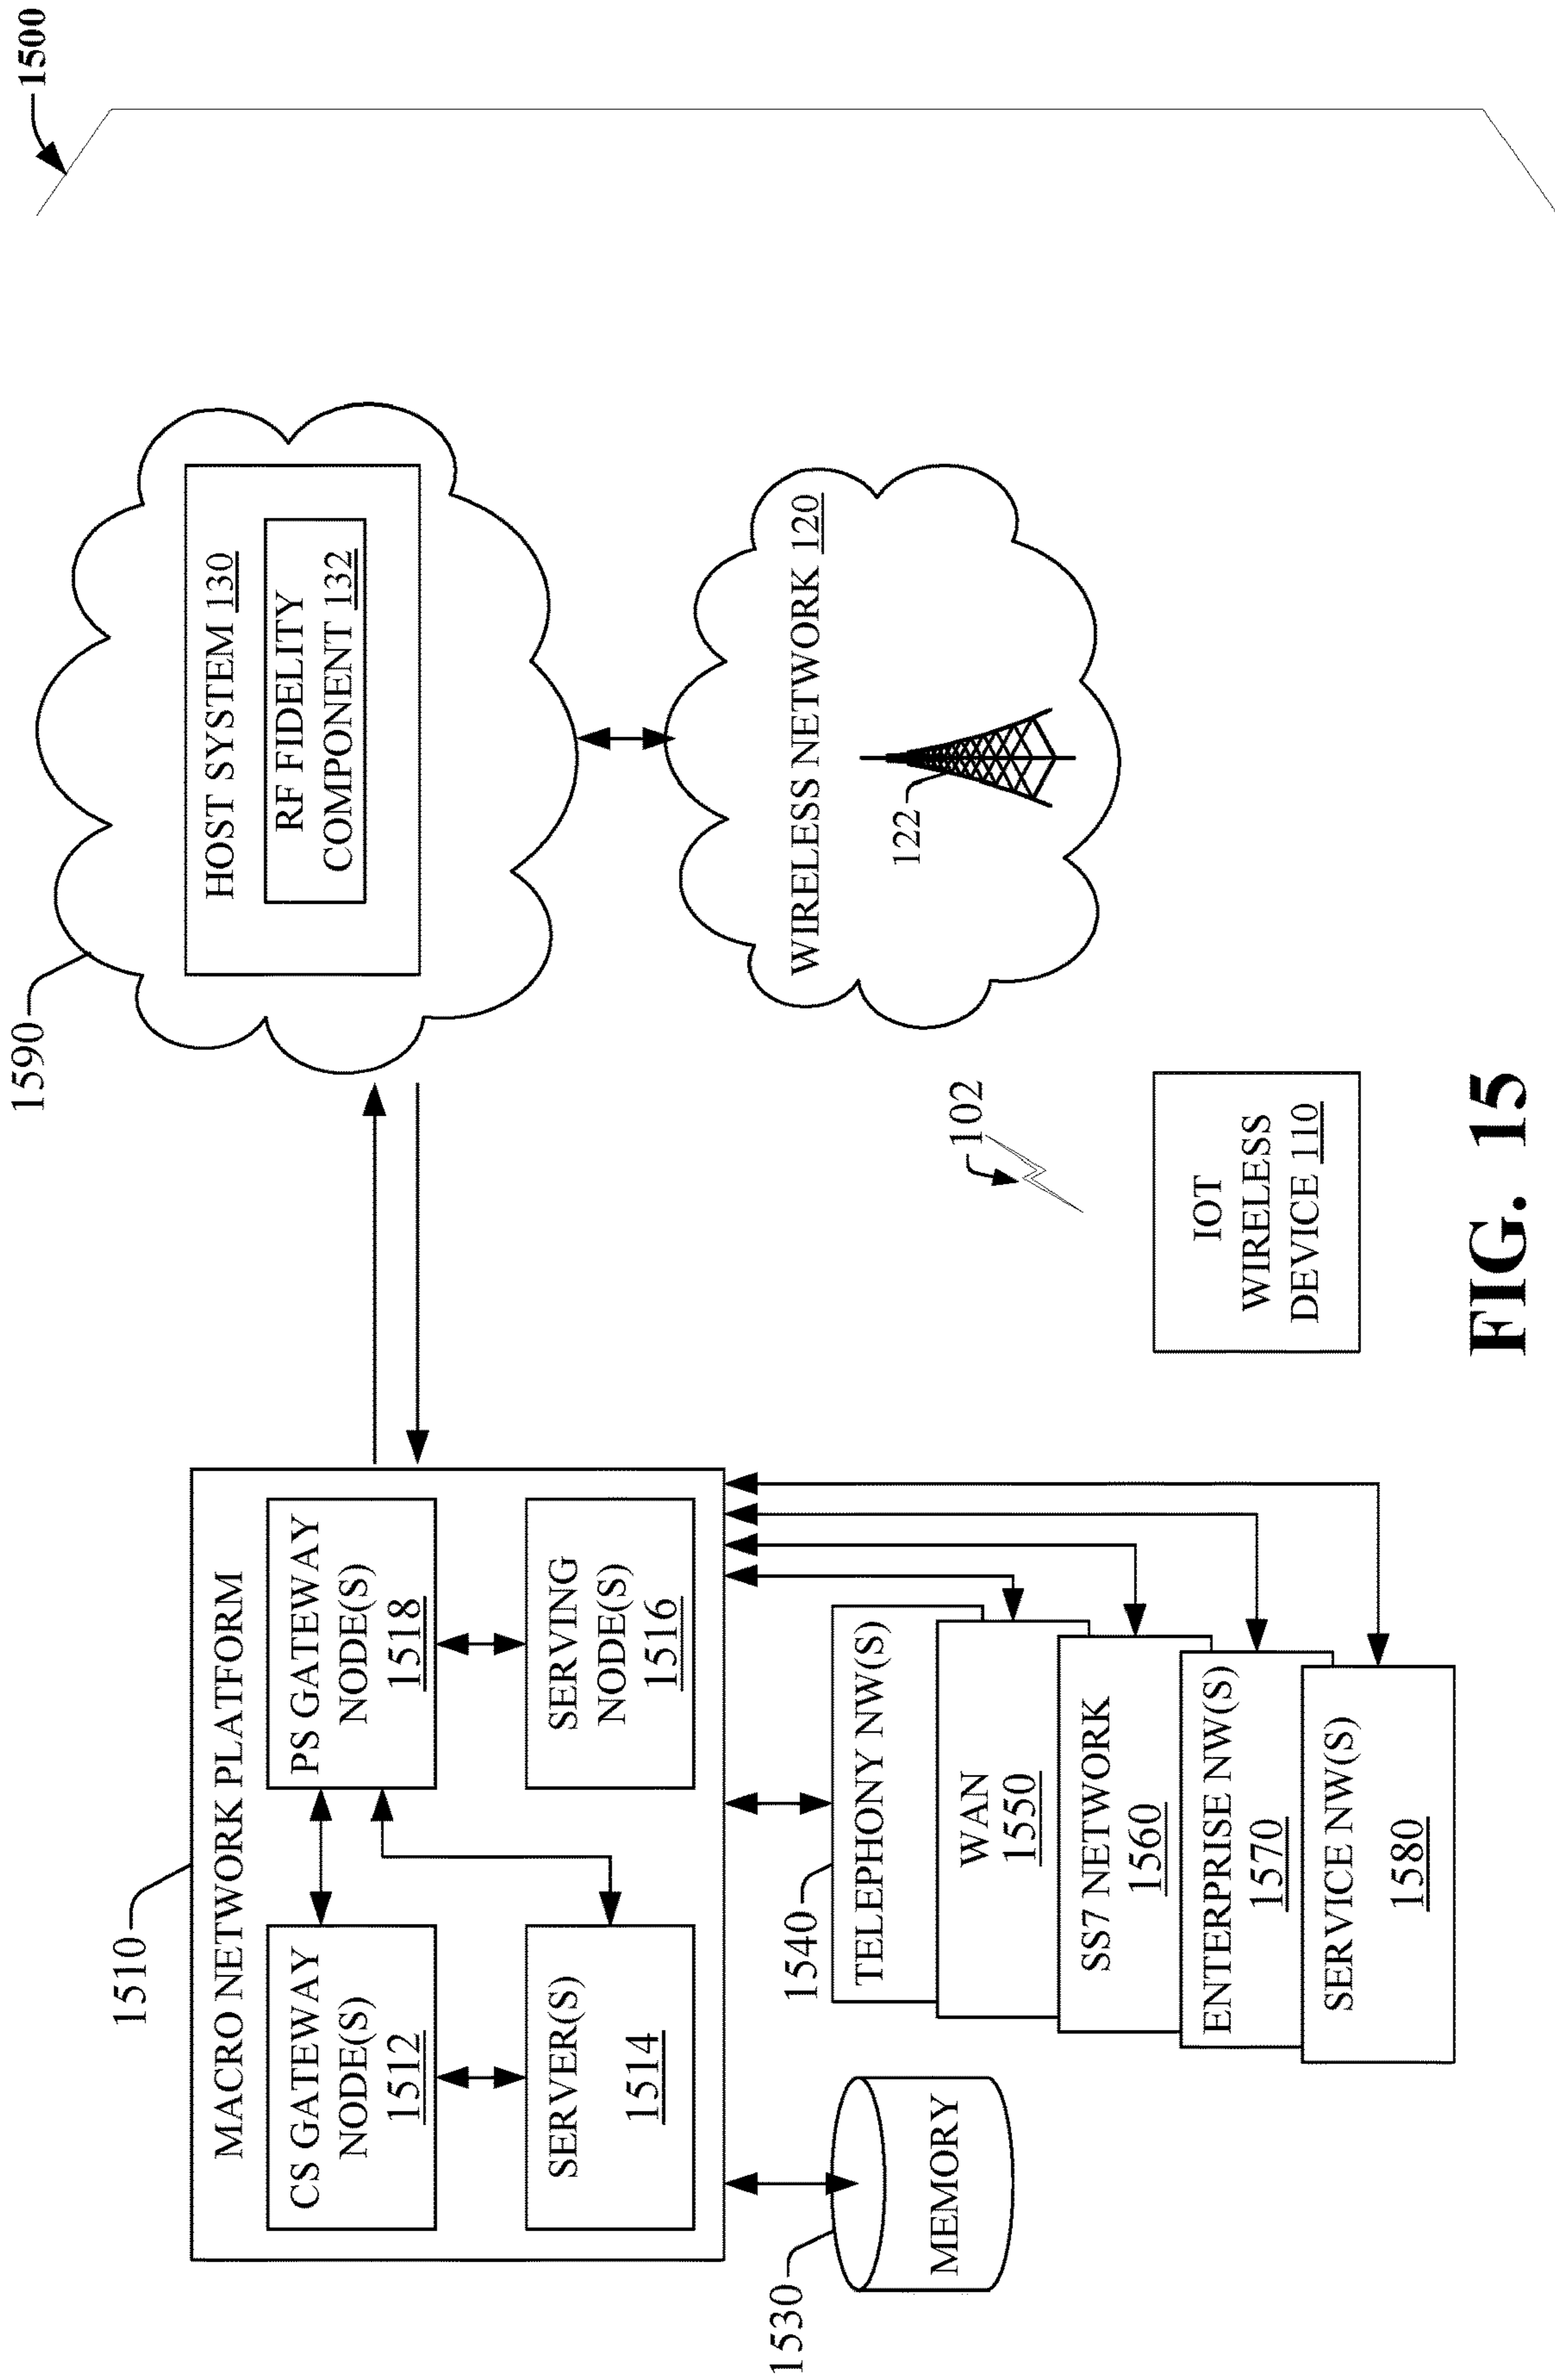 1500
1510
MACRO NETWORK PLATFORM
CS GATEWAY
NODE(S)
1512
PS GATEWAY
NODE(S)
1518
SERVER(S)
1514
SERVING
NODE(S)
1516
1530
MEMORY
1540
TELEPHONY NW(S)
WAN
1550
SS7 NETWORK
1560
ENTERPRISE NW(S)
1570
SERVICE NW(S)
1580
1590
HOST SYSTEM 130
RF FIDELITY
COMPONENT 132
WIRELESS NETWORK 120
122
102
IOT
WIRELESS
DEVICE 110
FIG. 15